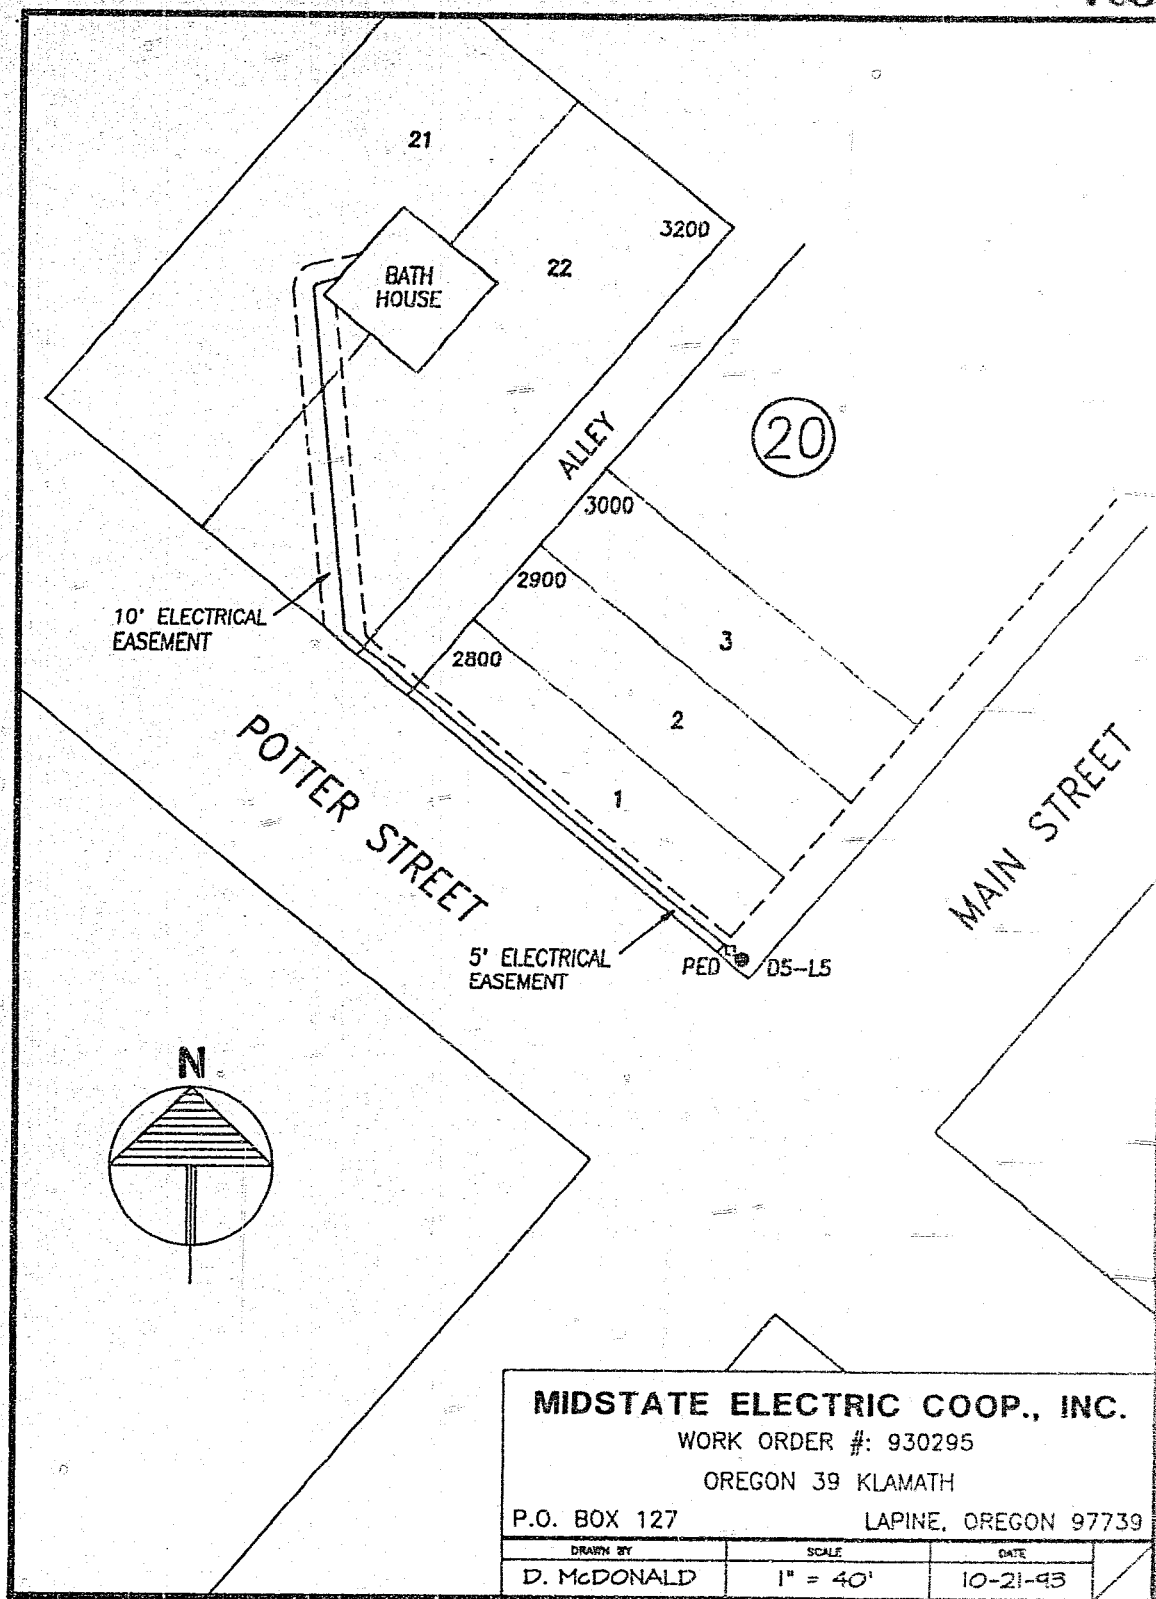 21
3200
22
BATH
HOUSE
ALLEY
20
3000
2900
10' ELECTRICAL
EASEMENT
3
2800
2
POTTER STREET
1
MAIN STREET
5' ELECTRICAL
EASEMENT
PED
D5-L5
N
MIDSTATE ELECTRIC COOP., INC.
WORK ORDER #: 930295
OREGON 39 KLAMATH
P.O. BOX 127
LAPINE, OREGON 97739
DRAWN BY
SCALE
DATE
D. McDONALD
1" = 40'
10-21-93